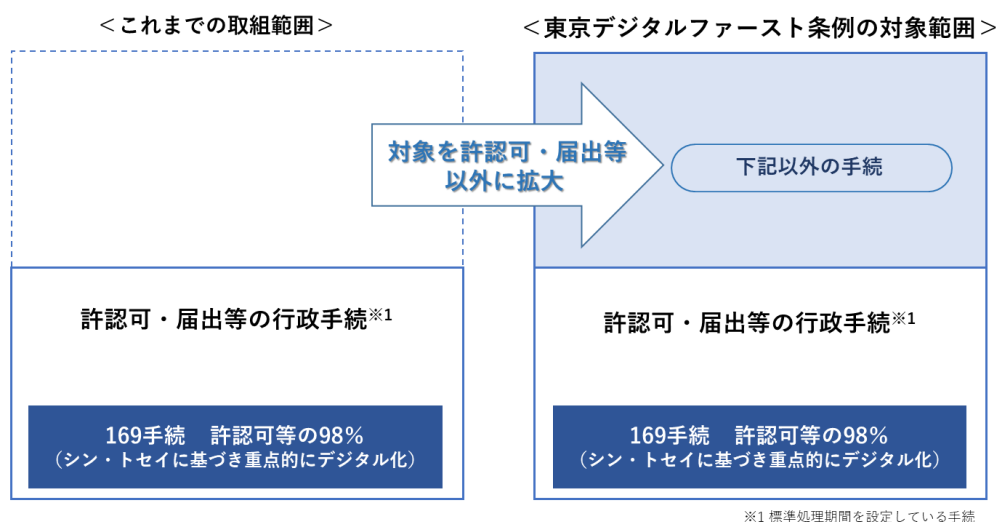 ＜これまでの取組範囲＞
＜東京デジタルファースト条例の対象範囲＞
対象を許認可・届出等
以外に拡大
下記以外の手続
許認可・届出等の行政手続※1
169手続　許認可等の98%
（シン・トセイに基づき重点的にデジタル化）
許認可・届出等の行政手続※1
169手続　許認可等の98%
（シン・トセイに基づき重点的にデジタル化）
※1 標準処理期間を設定している手続